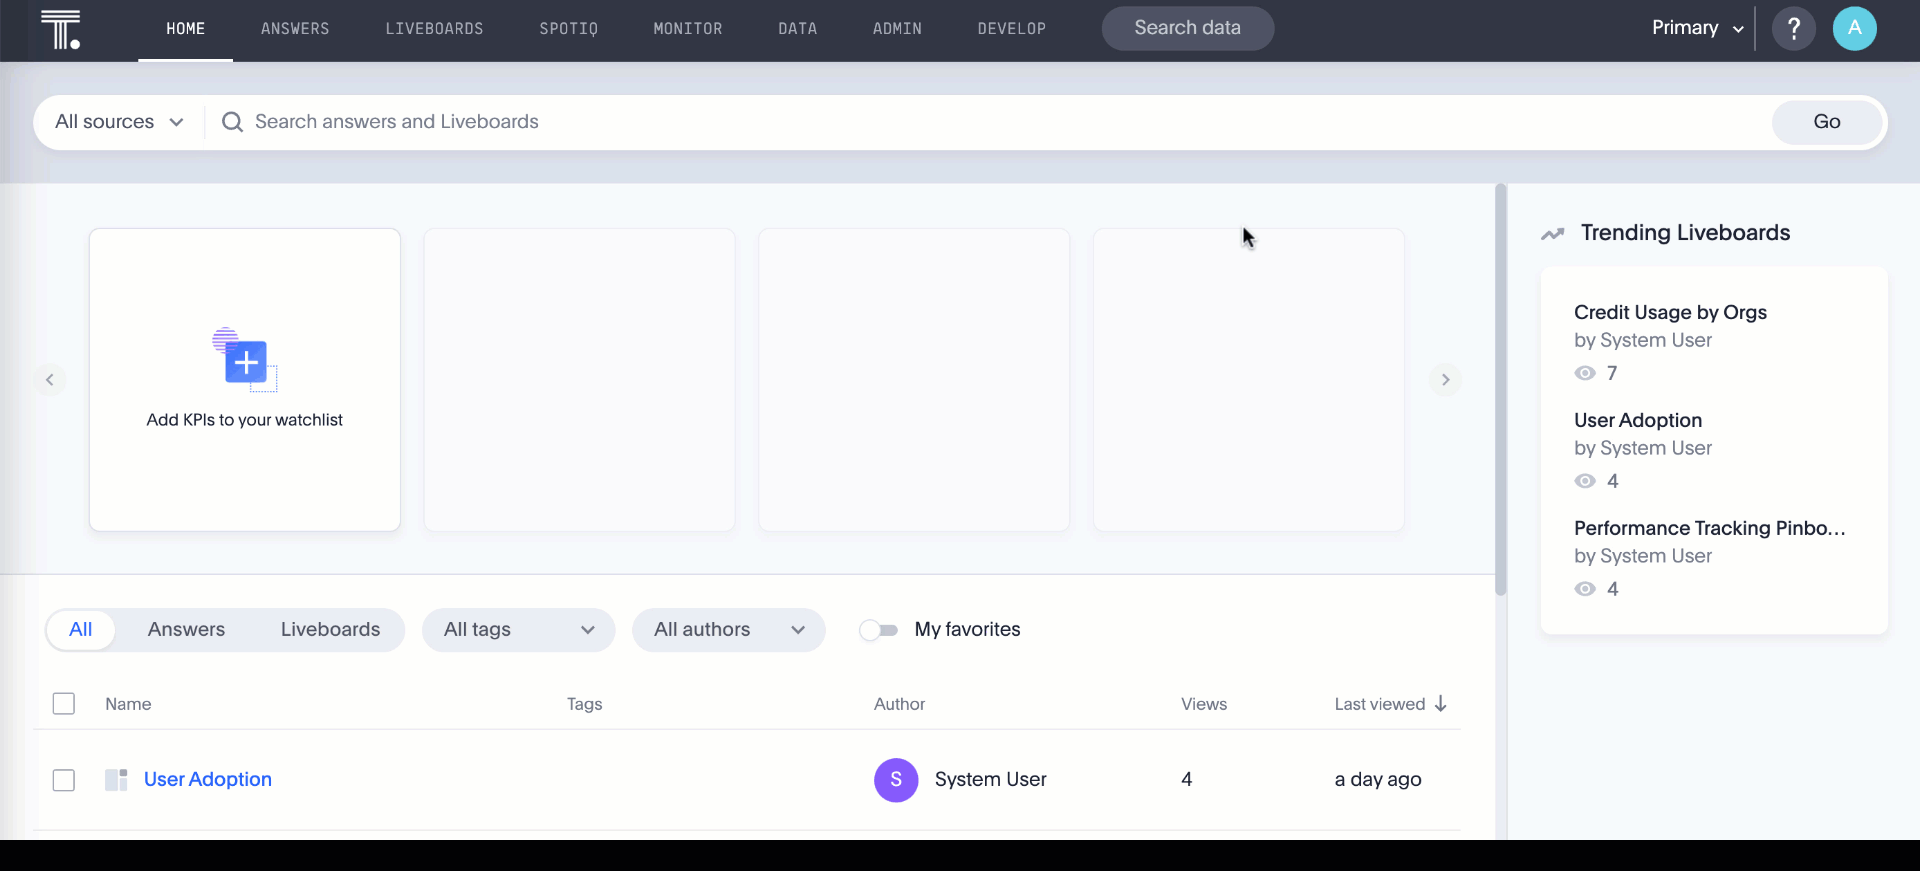 HOME ANSWERS LIVEBOARDS SPOTIQ MONITOR DATA ADMIN DEVELOP Search data Primary ? A
All sources Search answers and Liveboards Go
Add KPIs to your watchlist
Trending Liveboards
Credit Usage by Orgs
by System User
7
User Adoption
by System User
4
Performance Tracking Pinbo...
by System User
4
All Answers Liveboards All tags All authors My favorites
Name Tags Author Views Last viewed
User Adoption S System User 4 a day ago